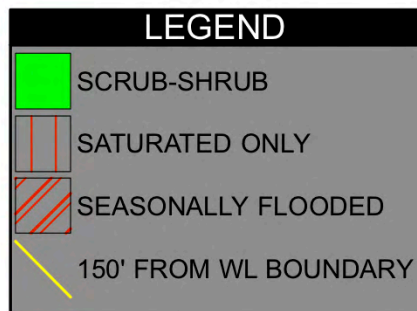 LEGEND
SCRUB-SHRUB
SATURATED ONLY
SEASONALLY FLOODED
150' FROM WL BOUNDARY